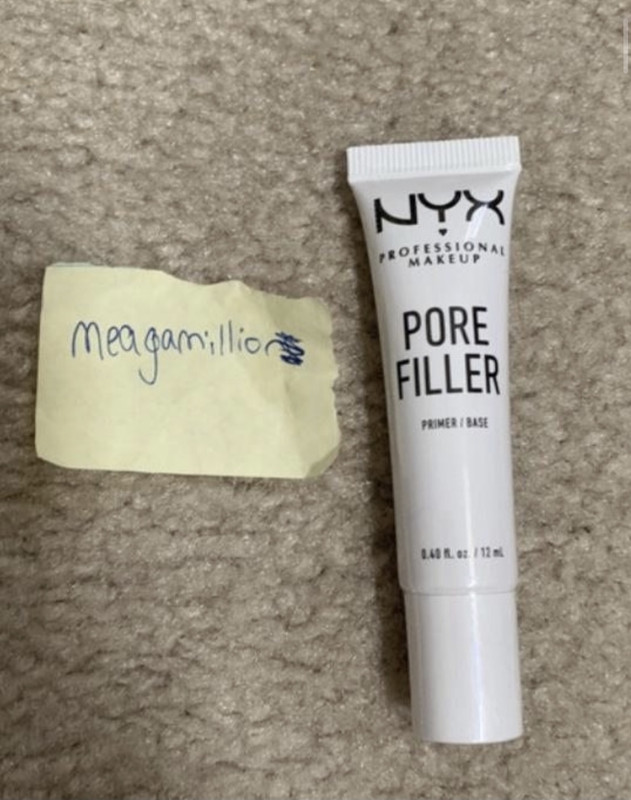 meagamillion
NYX
PROFESSIONAL
MAKEUP
PORE
FILLER
PRIMER / BASE
0.40 fl. oz. / 12 mL